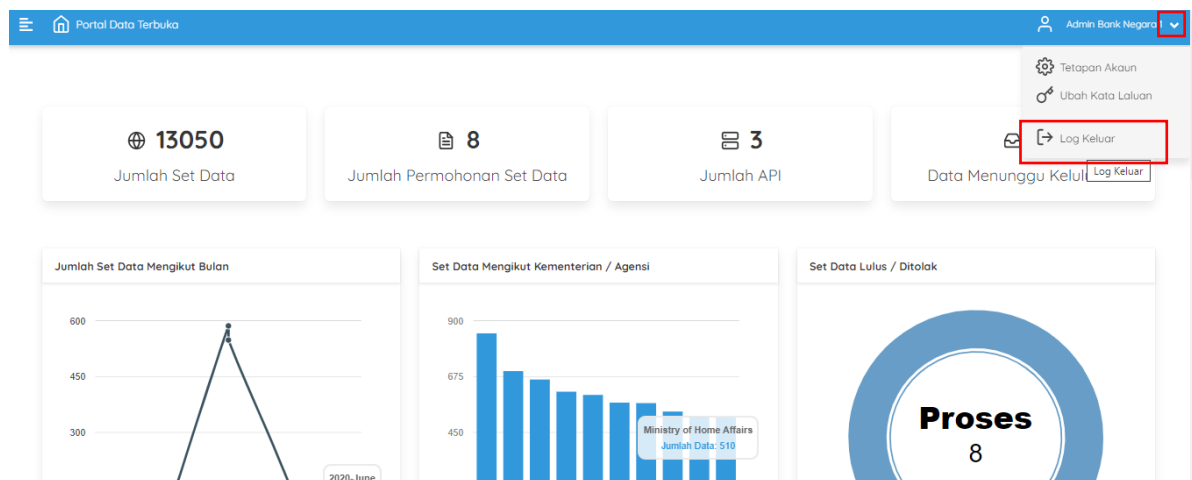 Portal Data Terbuka
Admin Bank Negara
Tetapan Akaun
Ubah Kata Laluan
Log Keluar
Log Keluar
13050
Jumlah Set Data
8
Jumlah Permohonan Set Data
3
Jumlah API
Data Menunggu
Jumlah Set Data Mengikut Bulan
600
450
300
2020-June
Set Data Mengikut Kementerian / Agensi
900
675
450
Ministry of Home Affairs
Jumlah Data: 510
Set Data Lulus / Ditolak
Proses
8